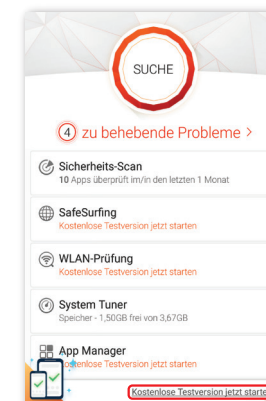 SUCHE
4 zu behebende Probleme >
Sicherheits-Scan
10 Apps überprüft im/in den letzten 1 Monat
SafeSurfing
Kostenlose Testversion jetzt starten
WLAN-Prüfung
Kostenlose Testversion jetzt starten
System Tuner
Speicher - 1,50GB frei von 3,67GB
App Manager
Kostenlose Testversion jetzt starten
Kostenlose Testversion jetzt starte